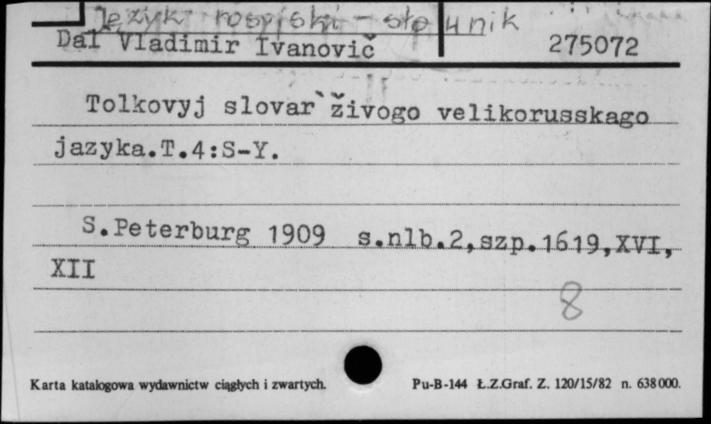 Język rosyjski - słownik
Dal' Vladimir Ivanovič 275072
Tolkovyj slovar` živogo velikorusskago
jazyka.T.4:S-Y.
S.Peterburg 1909 s.nlb.2,szp.1619,XVI,
XII
8
Karta katalogowa wydawnictw ciągłych i zwartych. Pu-B-144 Ł.Z.Graf. Z. 120/15/82 n. 638000.